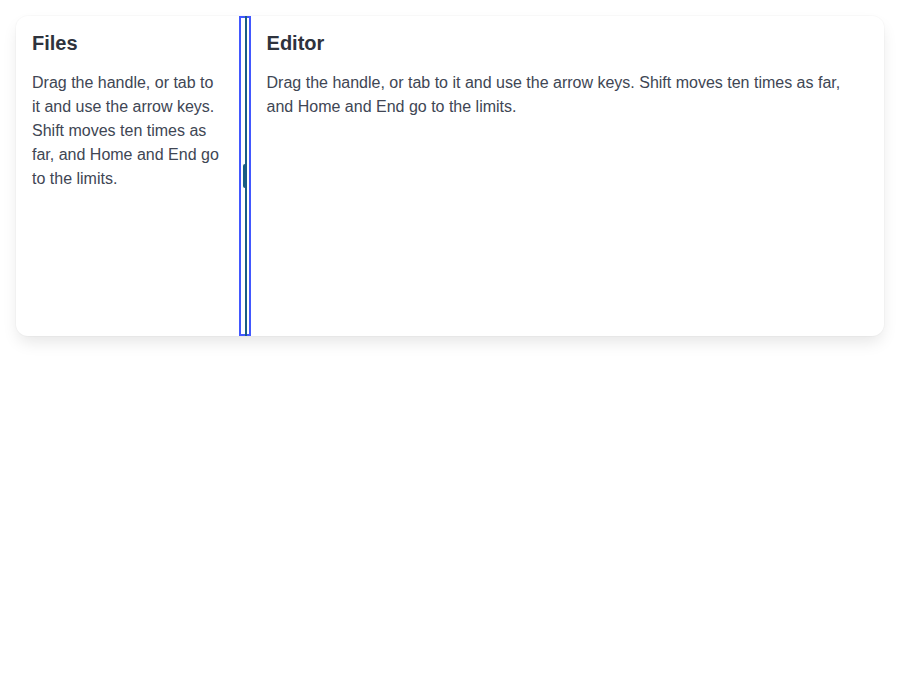 Files
Drag the handle, or tab to
it and use the arrow keys.
Shift moves ten times as
far, and Home and End go
to the limits.
Editor
Drag the handle, or tab to it and use the arrow keys. Shift moves ten times as far,
and Home and End go to the limits.